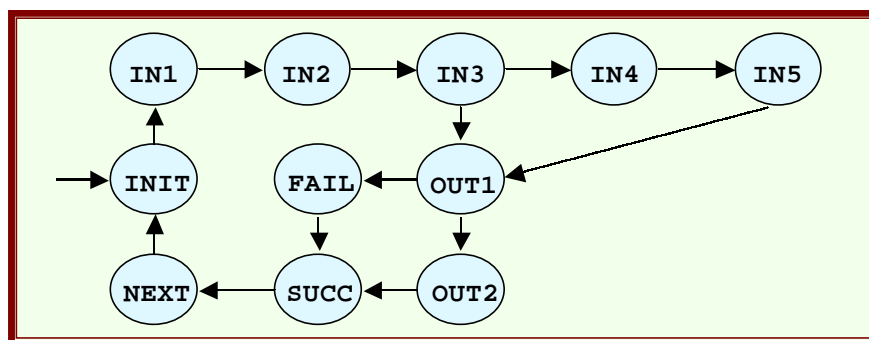 IN1 IN2 IN3 IN4 IN5
INIT FAIL OUT1
NEXT SUCC OUT2